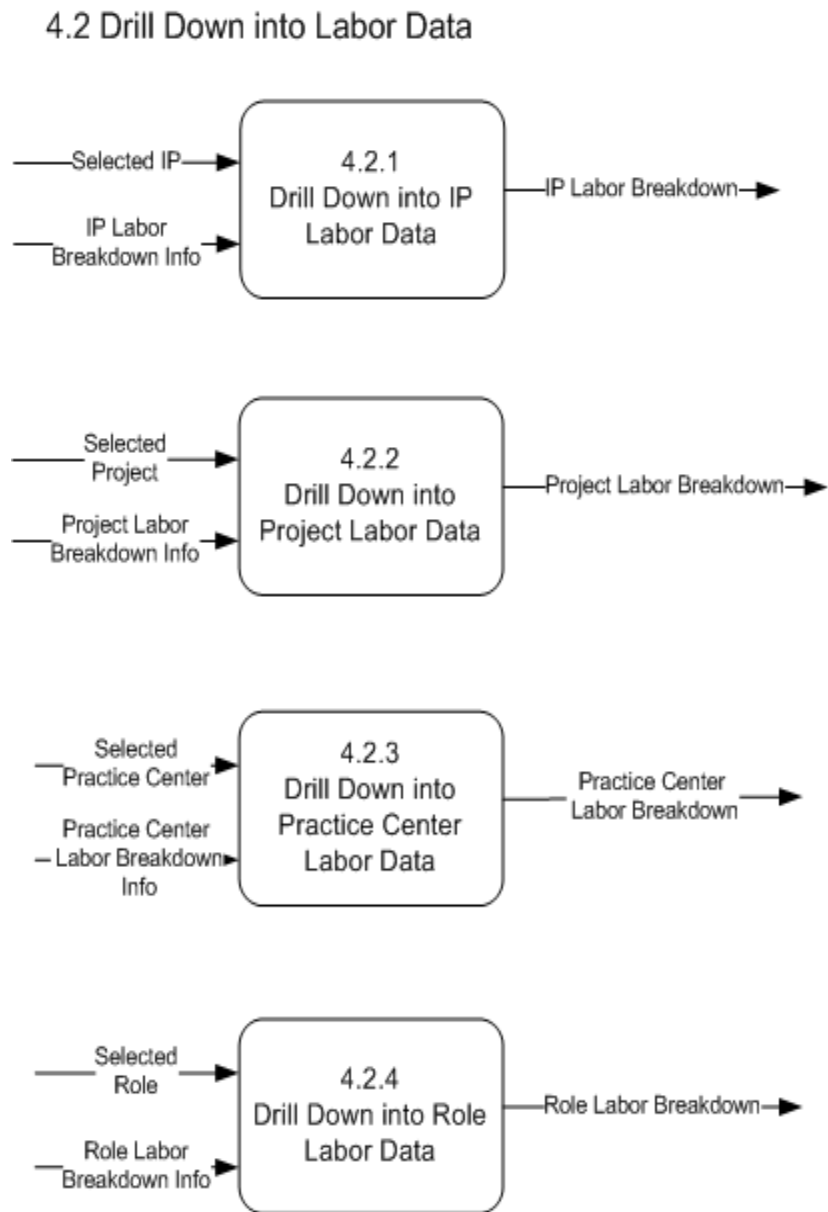 4.2 Drill Down into Labor Data
Selected IP
IP Labor
Breakdown Info
4.2.1
Drill Down into IP
Labor Data
IP Labor Breakdown
Selected
Project
Project Labor
Breakdown Info
4.2.2
Drill Down into
Project Labor Data
Project Labor Breakdown
Selected
Practice Center
Practice Center
Labor Breakdown
Info
4.2.3
Drill Down into
Practice Center
Labor Data
Practice Center
Labor Breakdown
Selected
Role
Role Labor
Breakdown Info
4.2.4
Drill Down into Role
Labor Data
Role Labor Breakdown